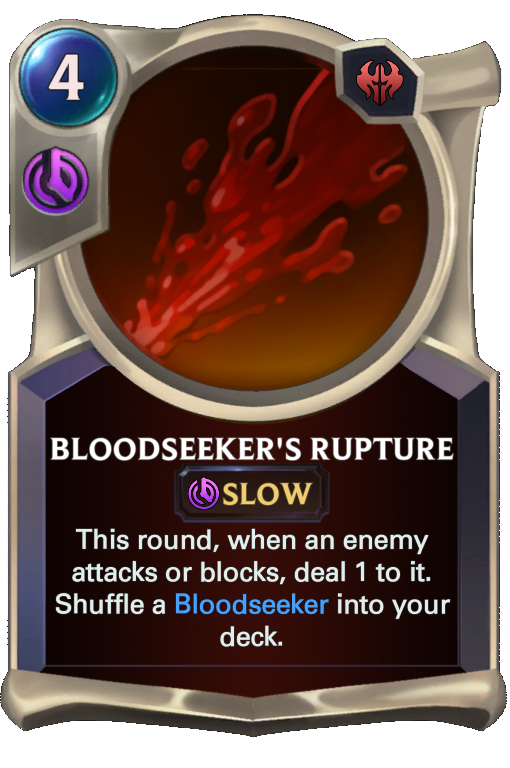 4
BLOODSEEKER'S RUPTURE
SLOW
This round, when an enemy
attacks or blocks, deal 1 to it.
Shuffle a Bloodseeker into your
deck.